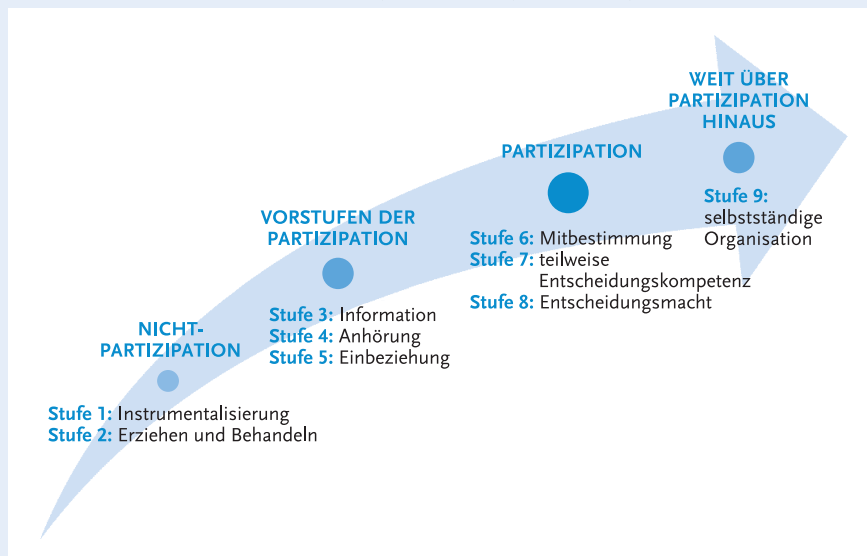 NICHT-
PARTIZIPATION
Stufe 1: Instrumentalisierung
Stufe 2: Erziehen und Behandeln
VORSTUFEN DER
PARTIZIPATION
Stufe 3: Information
Stufe 4: Anhörung
Stufe 5: Einbeziehung
PARTIZIPATION
Stufe 6: Mitbestimmung
Stufe 7: teilweise
Entscheidungskompetenz
Stufe 8: Entscheidungsmacht
WEIT ÜBER
PARTIZIPATION
HINAUS
Stufe 9:
selbstständige
Organisation